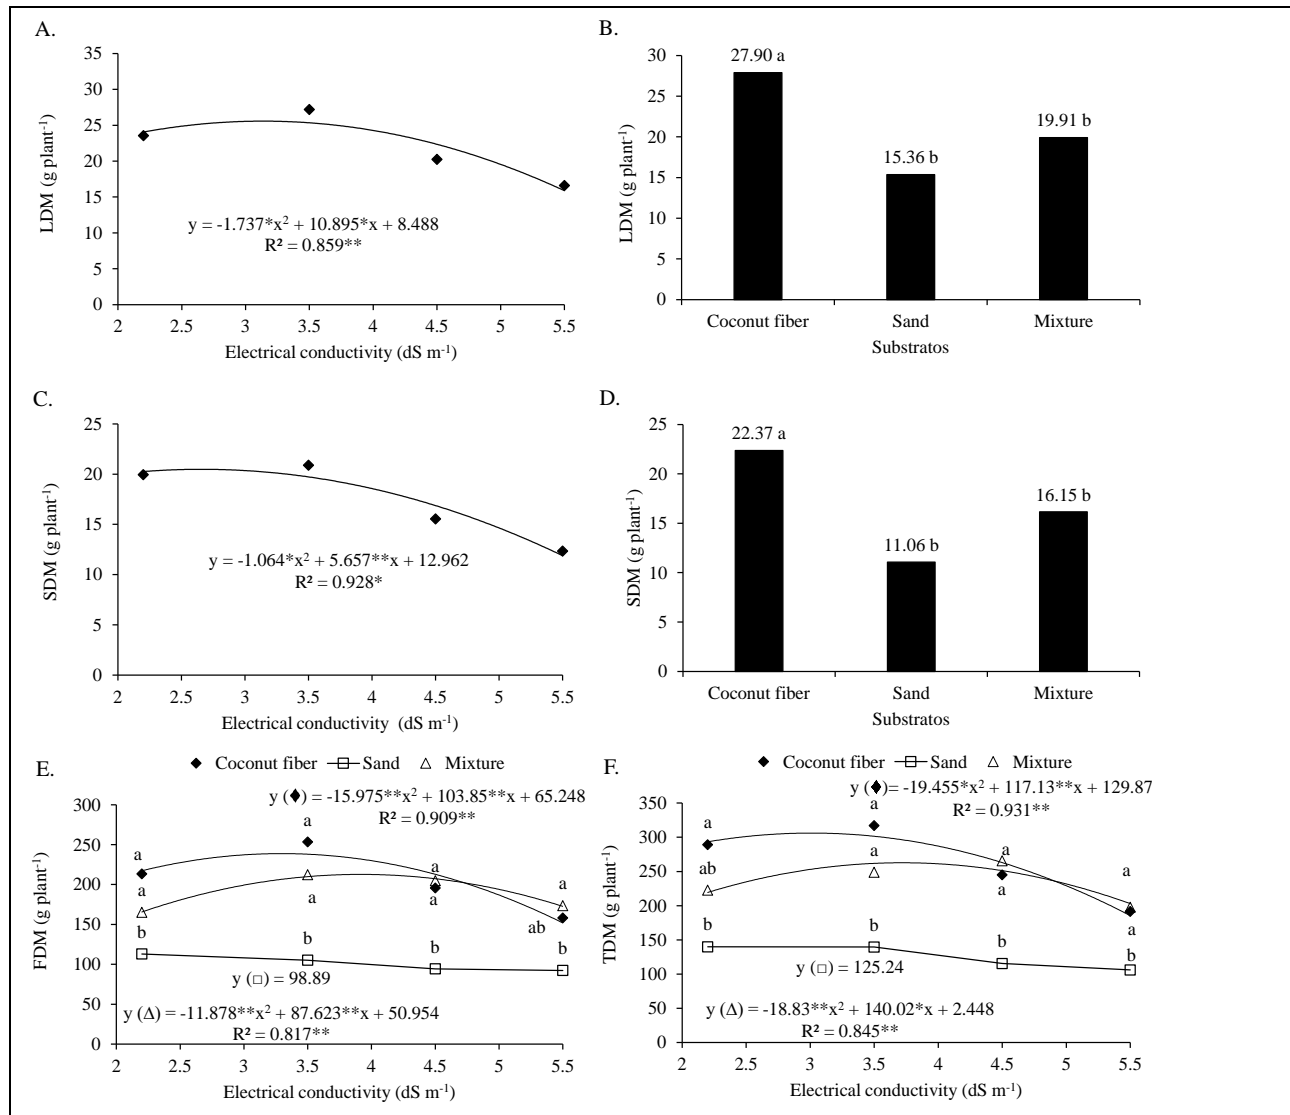 A.
35
30
25
20
15
10
5
0
LDM (g plant⁻¹)
y = -1.737*x² + 10.895*x + 8.488
R² = 0.859**
2 2.5 3 3.5 4 4.5 5 5.5
Electrical conductivity (dS m⁻¹)
B.
35
30
25
20
15
10
5
0
LDM (g plant⁻¹)
27.90 a
15.36 b
19.91 b
Coconut fiber Sand Mixture
Substratos
C.
25
20
15
10
5
0
SDM (g plant⁻¹)
y = -1.064*x² + 5.657**x + 12.962
R² = 0.928*
2 2.5 3 3.5 4 4.5 5 5.5
Electrical conductivity (dS m⁻¹)
D.
25
20
15
10
5
0
SDM (g plant⁻¹)
22.37 a
11.06 b
16.15 b
Coconut fiber Sand Mixture
Substratos
E.
Coconut fiber Sand Mixture
y (♦) = -15.975**x² + 103.85**x + 65.248
R² = 0.909**
300
250
200
150
100
50
0
FDM (g plant⁻¹)
a a a a
a a a ab
b b b b
y (□) = 98.89
y (Δ) = -11.878**x² + 87.623**x + 50.954
R² = 0.817**
2 2.5 3 3.5 4 4.5 5 5.5
Electrical conductivity (dS m⁻¹)
F.
Coconut fiber Sand Mixture
y (♦)= -19.455*x² + 117.13**x + 129.87
R² = 0.931**
350
300
250
200
150
100
50
0
TDM (g plant⁻¹)
a a a a
ab a a a
b b b b
y (□) = 125.24
y (Δ) = -18.83**x² + 140.02*x + 2.448
R² = 0.845**
2 2.5 3 3.5 4 4.5 5 5.5
Electrical conductivity (dS m⁻¹)